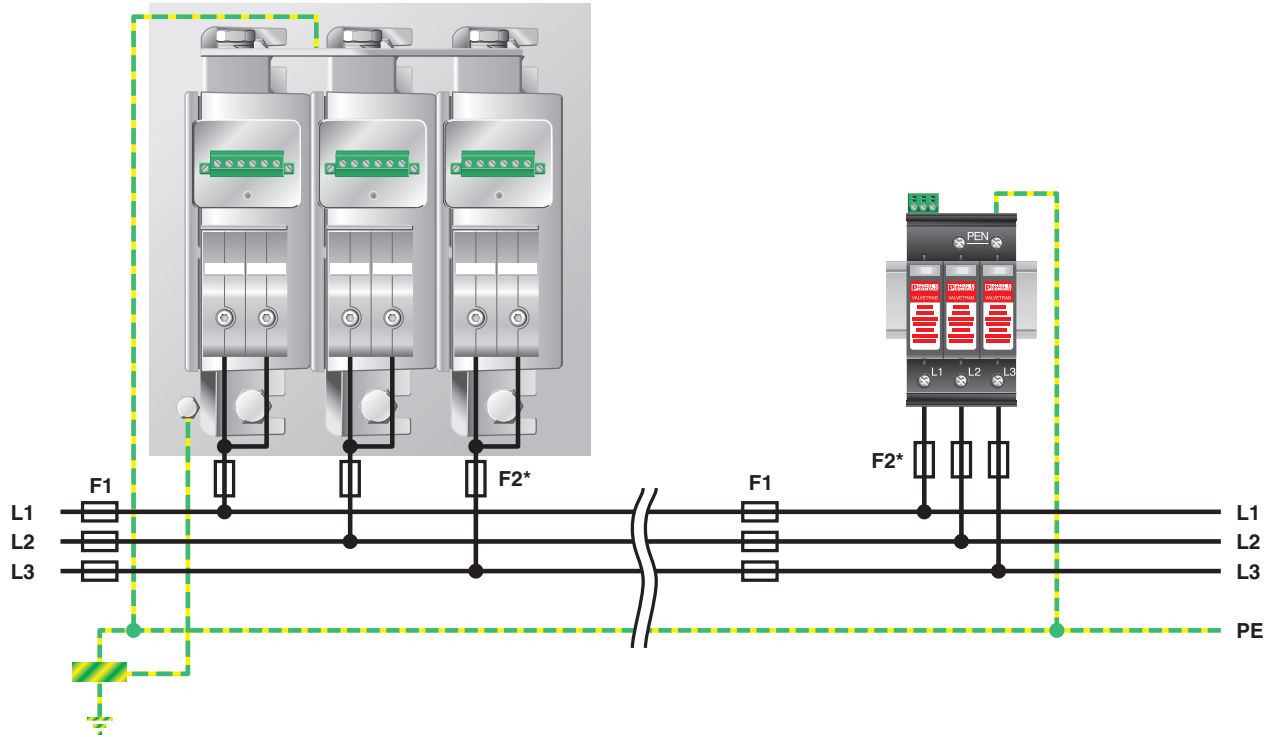 PEN
VALVETRAB VALVETRAB VALVETRAB
L1 L2 L3
F2*
F2*
F1
F1
L1
L1
L2
L2
L3
L3
PE